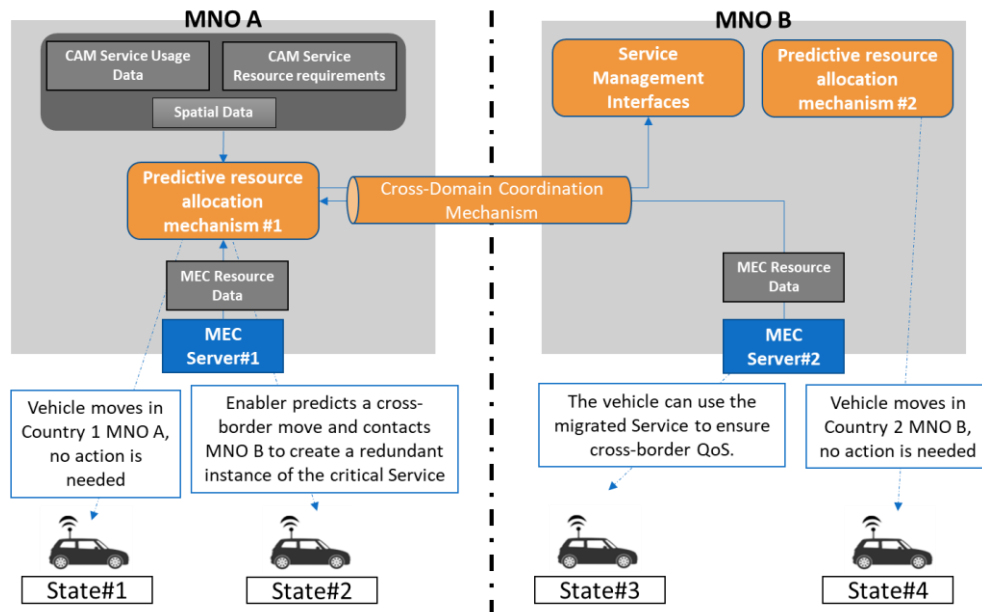 MNO A
MNO B
CAM Service Usage
Data
CAM Service
Resource requirements
Spatial Data
Service
Management
Interfaces
Predictive resource
allocation
mechanism #2
Predictive resource
allocation
mechanism #1
Cross-Domain Coordination
Mechanism
MEC Resource
Data
MEC Resource
Data
MEC
Server#1
MEC
Server#2
Vehicle moves in
Country 1 MNO A,
no action is
needed
Enabler predicts a cross-
border move and contacts
MNO B to create a redundant
instance of the critical Service
The vehicle can use the
migrated Service to ensure
cross-border QoS.
Vehicle moves in
Country 2 MNO B,
no action is needed
State#1
State#2
State#3
State#4